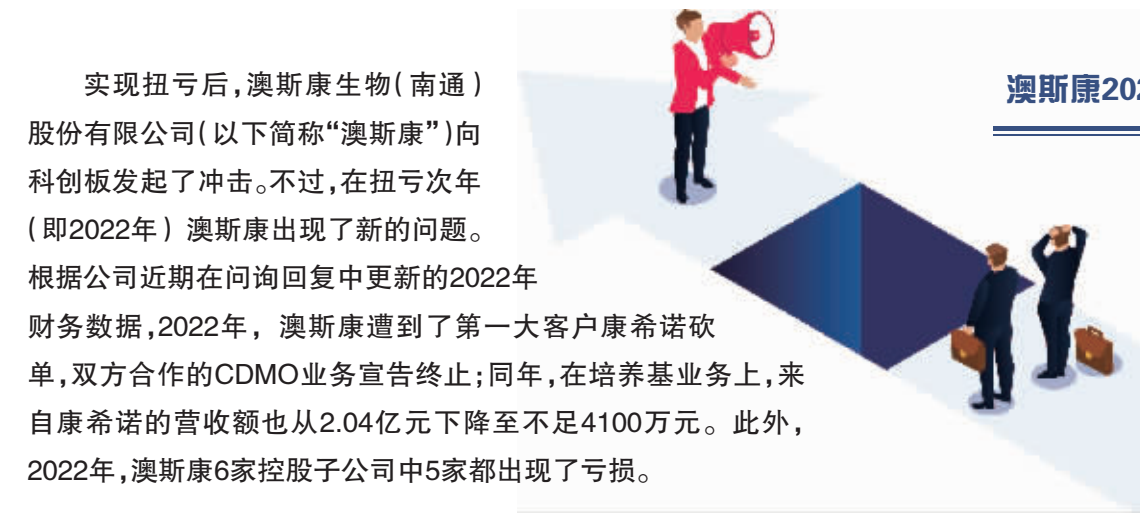 实现扭亏后,澳斯康生物(南通)
股份有限公司(以下简称“澳斯康”)向
科创板发起了冲击。不过,在扭亏次年
(即2022年)澳斯康出现了新的问题。
根据公司近期在问询回复中更新的2022年
财务数据,2022年,澳斯康遭到了第一大客户康希诺砍
单,双方合作的CDMO业务宣告终止;同年,在培养基业务上,来
自康希诺的营收额也从2.04亿元下降至不足4100万元。此外,
2022年,澳斯康6家控股子公司中5家都出现了亏损。
澳斯康202